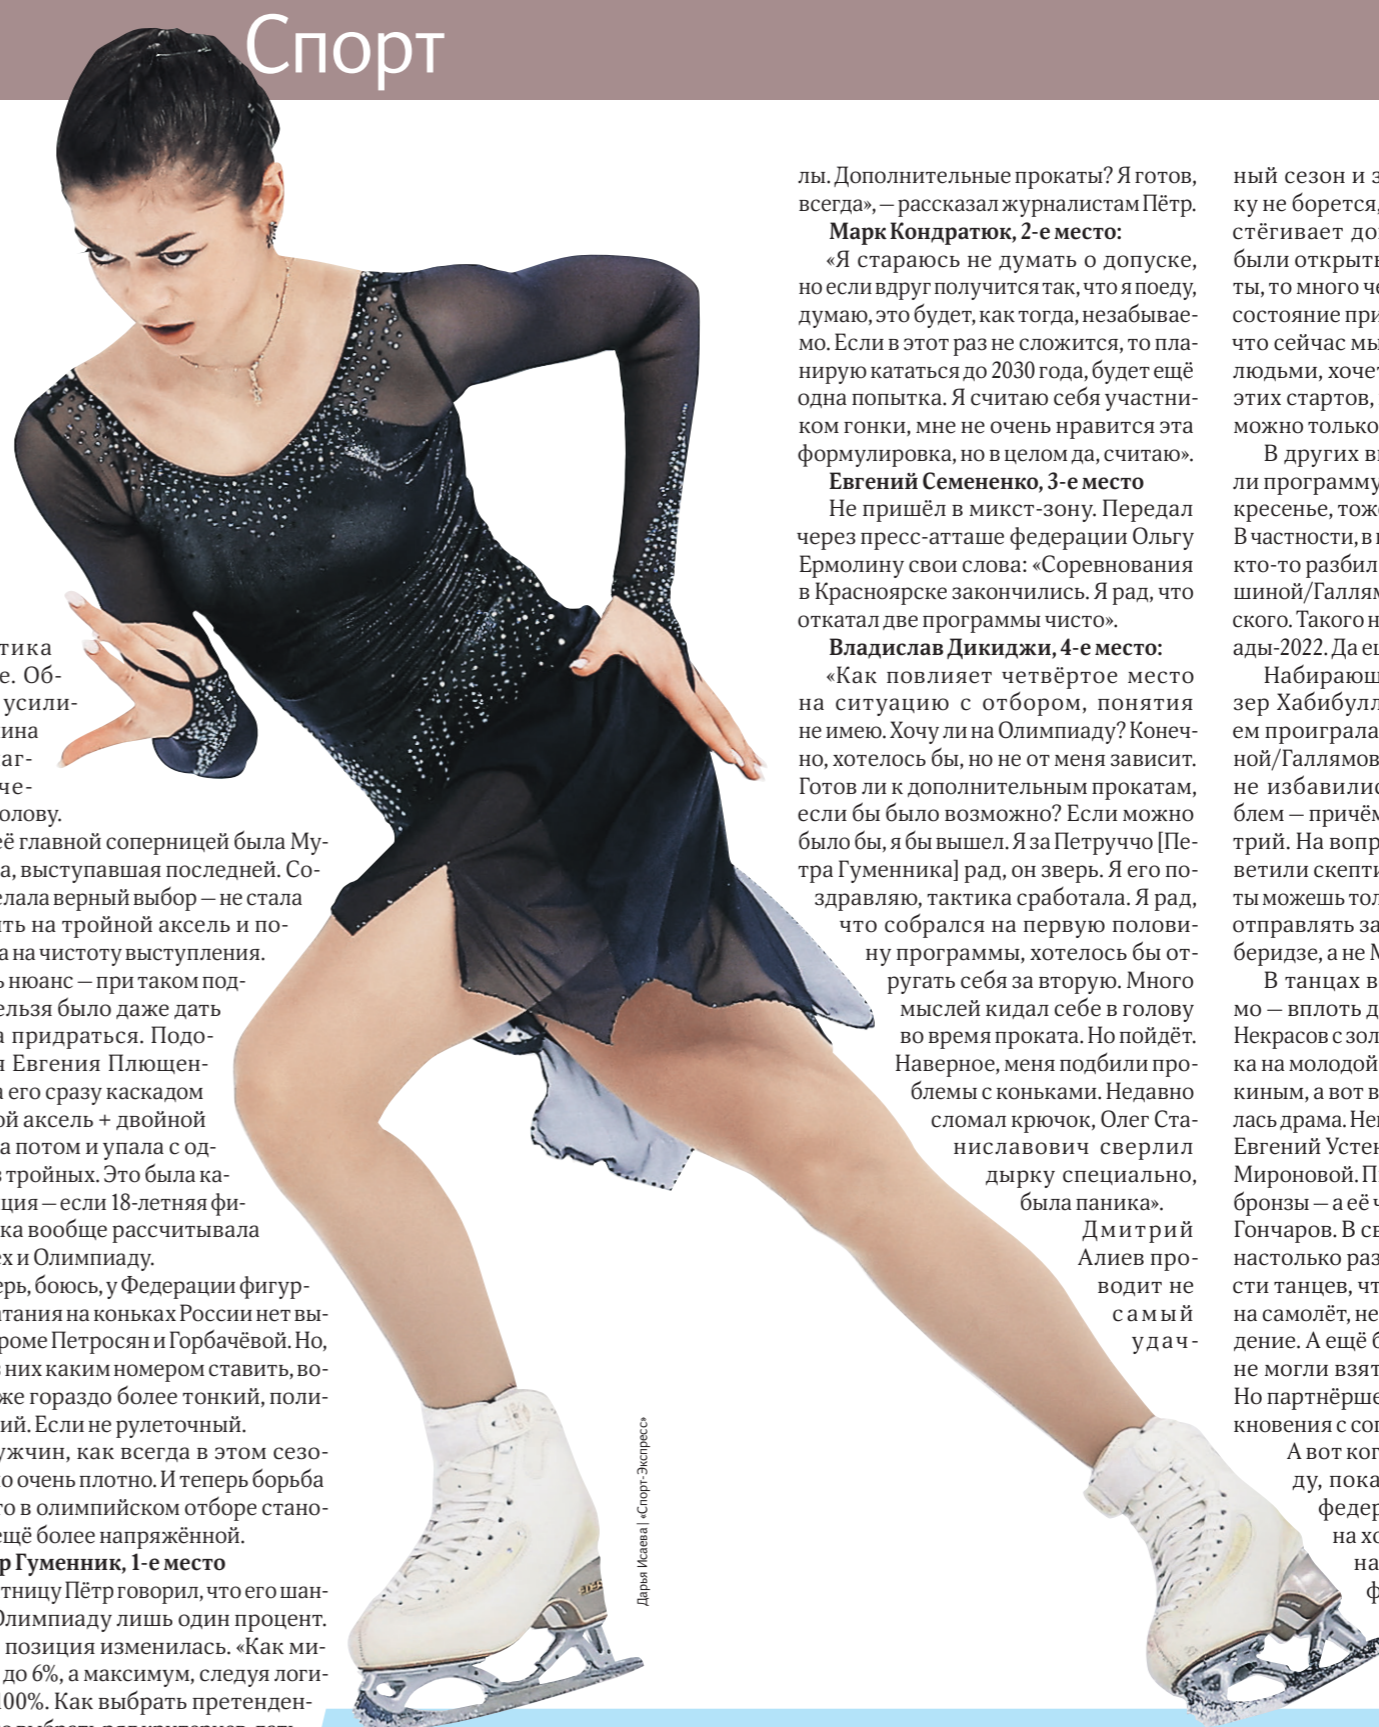 Спорт
тика
е. Об-
усили-
ина
аг-
че-
олову.
её главной соперницей была Му-
а, выступавшая последней. Со-
елала верный выбор – не стала
ить на тройной аксель и по-
а на чистоту выступления.
ь нюанс – при таком под-
ельзя было даже дать
а придраться. Подо-
я Евгения Плющен-
а его сразу каскадом
ой аксель + двойной
а потом и упала с од-
з тройных. Это была ка-
ция – если 18-летняя фи-
ка вообще рассчитывала
ех и Олимпиаду.
ерь, боюсь, у Федерации фигур-
атания на коньках России нет вы-
роме Петросян и Горбачёвой. Но,
з них каким номером ставить, во-
же гораздо более тонкий, поли-
ий. Если не рулеточный.
ужчин, как всегда в этом сезо-
о очень плотно. И теперь борьба
то в олимпийском отборе стано-
ещё более напряжённой.
р Гуменник, 1-е место
тницу Пётр говорил, что его шан-
Олимпиаду лишь один процент.
позиция изменилась. «Как ми-
до 6%, а максимум, следуя логи-
100%. Как выбрать претенден-
Дарья Исаева | «Спорт-Экспресс»
лы. Дополнительные прокаты? Я готов,
всегда», – рассказал журналистам Пётр.
Марк Кондратюк, 2-е место:
«Я стараюсь не думать о допуске,
но если вдруг получится так, что я поеду,
думаю, это будет, как тогда, незабывае-
мо. Если в этот раз не сложится, то пла-
нирую кататься до 2030 года, будет ещё
одна попытка. Я считаю себя участни-
ком гонки, мне не очень нравится эта
формулировка, но в целом да, считаю».
Евгений Семененко, 3-е место
Не пришёл в микст-зону. Передал
через пресс-атташе федерации Ольгу
Ермолину свои слова: «Соревнования
в Красноярске закончились. Я рад, что
откатал две программы чисто».
Владислав Дикиджи, 4-е место:
«Как повлияет четвёртое место
на ситуацию с отбором, понятия
не имею. Хочу ли на Олимпиаду? Конеч-
но, хотелось бы, но не от меня зависит.
Готов ли к дополнительным прокатам,
если бы было возможно? Если можно
было бы, я бы вышел. Я за Петруччо [Пе-
тра Гуменника] рад, он зверь. Я его по-
здравляю, тактика сработала. Я рад,
что собрался на первую полови-
ну программы, хотелось бы от-
ругать себя за вторую. Много
мыслей кидал себе в голову
во время проката. Но пойдёт.
Наверное, меня подбили про-
блемы с коньками. Недавно
сломал крючок, Олег Ста-
ниславович сверлил
дырку специально,
была паника».
Дмитрий
Алиев про-
водит не
самый
удач-
ный сезон и з
ку не борется,
стёгивает до
были открыт
ты, то много че
состояние при
что сейчас мы
людьми, хоче
этих стартов,
можно только
В других в
ли программу
кресенье, тож
В частности, в
кто-то разбил
шиной/Галлям
ского. Такого н
ады-2022. Да е
Набирающ
зер Хабибулл
ем проиграла
ной/Галлямов
не избавилис
блем – причём
трий. На вопр
ветили скепти
ты можешь тол
отправлять за
беридзе, а не М
В танцах в
мо – вплоть д
Некрасов с зол
ка на молодой
киным, а вот в
лась драма. Не
Евгений Устен
Мироновой. П
бронзы – а её ч
Гончаров. В св
настолько раз
сти танцев, чт
на самолёт, не
дение. А ещё б
не могли взят
Но партнёрше
кновения с со
А вот ког
ду, пока
федер
на хо
на
ф